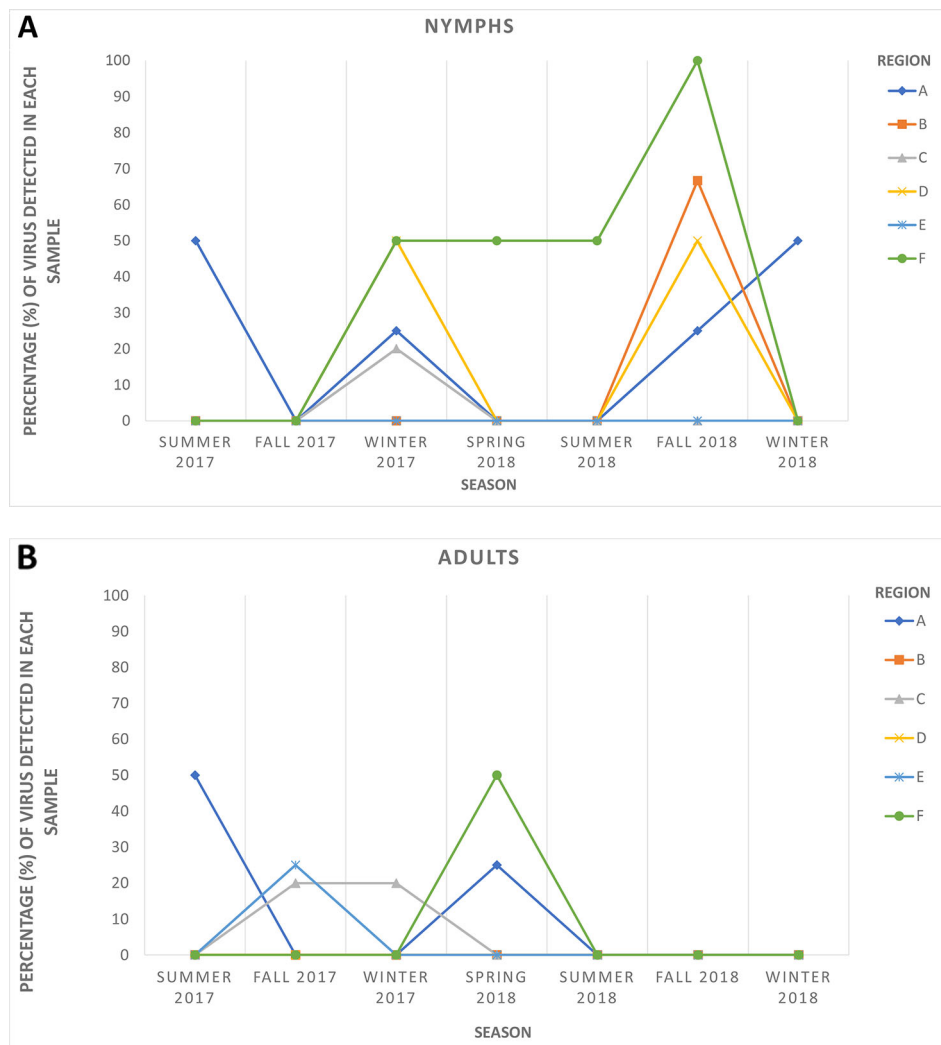 A
NYMPHS
PERCENTAGE (%) OF VIRUS DETECTED IN EACH
SAMPLE
100
90
80
70
60
50
40
30
20
10
0
SUMMER 2017
FALL 2017
WINTER 2017
SPRING 2018
SUMMER 2018
FALL 2018
WINTER 2018
SEASON
REGION
A
B
C
D
E
F
B
ADULTS
PERCENTAGE (%) OF VIRUS DETECTED IN EACH
SAMPLE
100
90
80
70
60
50
40
30
20
10
0
SUMMER 2017
FALL 2017
WINTER 2017
SPRING 2018
SUMMER 2018
FALL 2018
WINTER 2018
SEASON
REGION
A
B
C
D
E
F